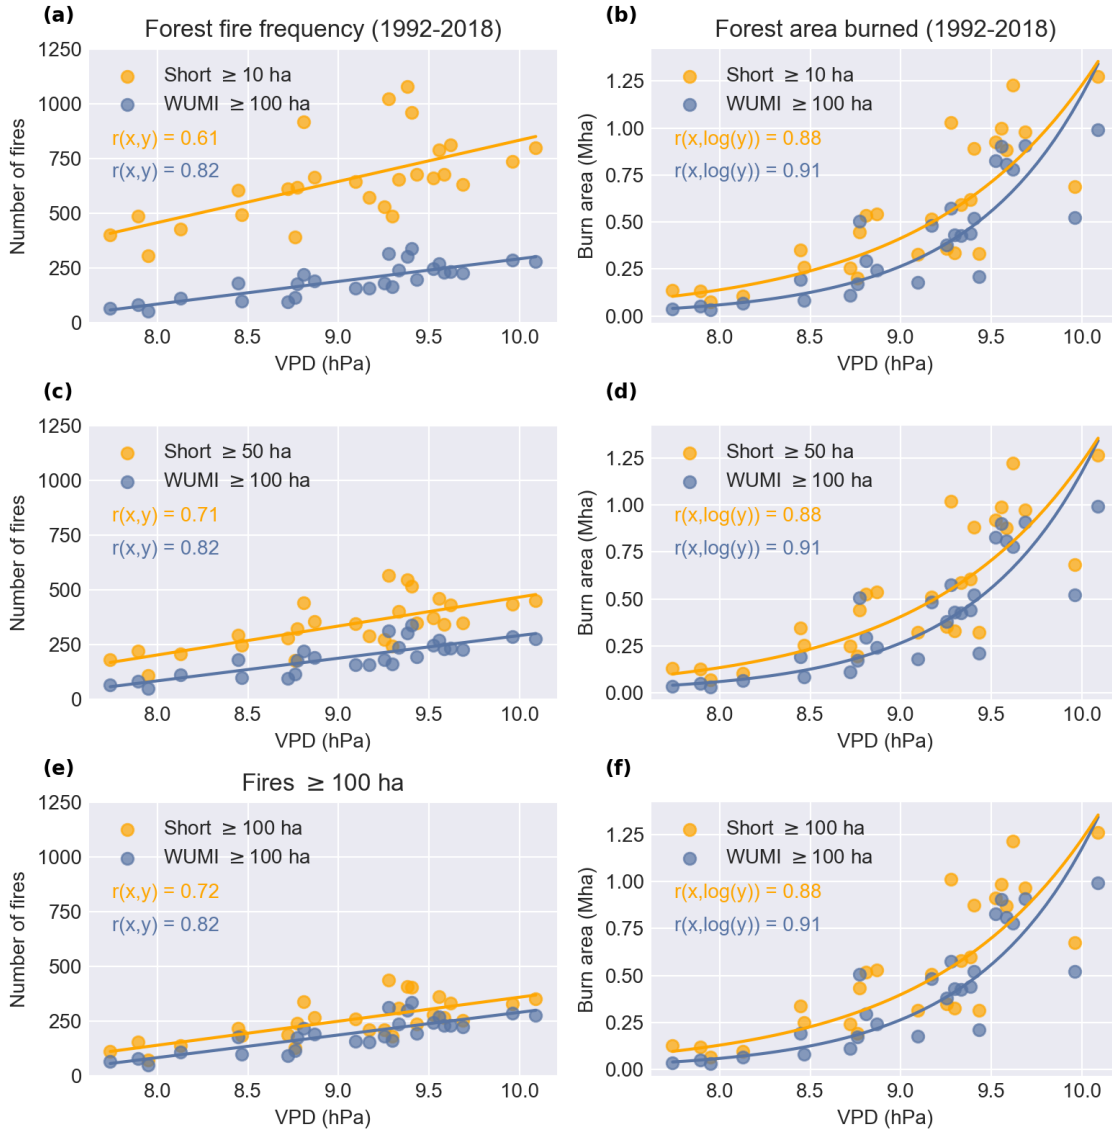 (a)
Forest fire frequency (1992-2018)
1250
1000
750
500
250
0
Number of fires
Short ≥ 10 ha
WUMI ≥ 100 ha
r(x,y) = 0.61
r(x,y) = 0.82
8.0 8.5 9.0 9.5 10.0
VPD (hPa)
(b)
Forest area burned (1992-2018)
1.25
1.00
0.75
0.50
0.25
0.00
Burn area (Mha)
Short ≥ 10 ha
WUMI ≥ 100 ha
r(x,log(y)) = 0.88
r(x,log(y)) = 0.91
8.0 8.5 9.0 9.5 10.0
VPD (hPa)
(c)
1250
1000
750
500
250
0
Number of fires
Short ≥ 50 ha
WUMI ≥ 100 ha
r(x,y) = 0.71
r(x,y) = 0.82
8.0 8.5 9.0 9.5 10.0
VPD (hPa)
(d)
1.25
1.00
0.75
0.50
0.25
0.00
Burn area (Mha)
Short ≥ 50 ha
WUMI ≥ 100 ha
r(x,log(y)) = 0.88
r(x,log(y)) = 0.91
8.0 8.5 9.0 9.5 10.0
VPD (hPa)
(e)
Fires ≥ 100 ha
1250
1000
750
500
250
0
Number of fires
Short ≥ 100 ha
WUMI ≥ 100 ha
r(x,y) = 0.72
r(x,y) = 0.82
8.0 8.5 9.0 9.5 10.0
VPD (hPa)
(f)
1.25
1.00
0.75
0.50
0.25
0.00
Burn area (Mha)
Short ≥ 100 ha
WUMI ≥ 100 ha
r(x,log(y)) = 0.88
r(x,log(y)) = 0.91
8.0 8.5 9.0 9.5 10.0
VPD (hPa)